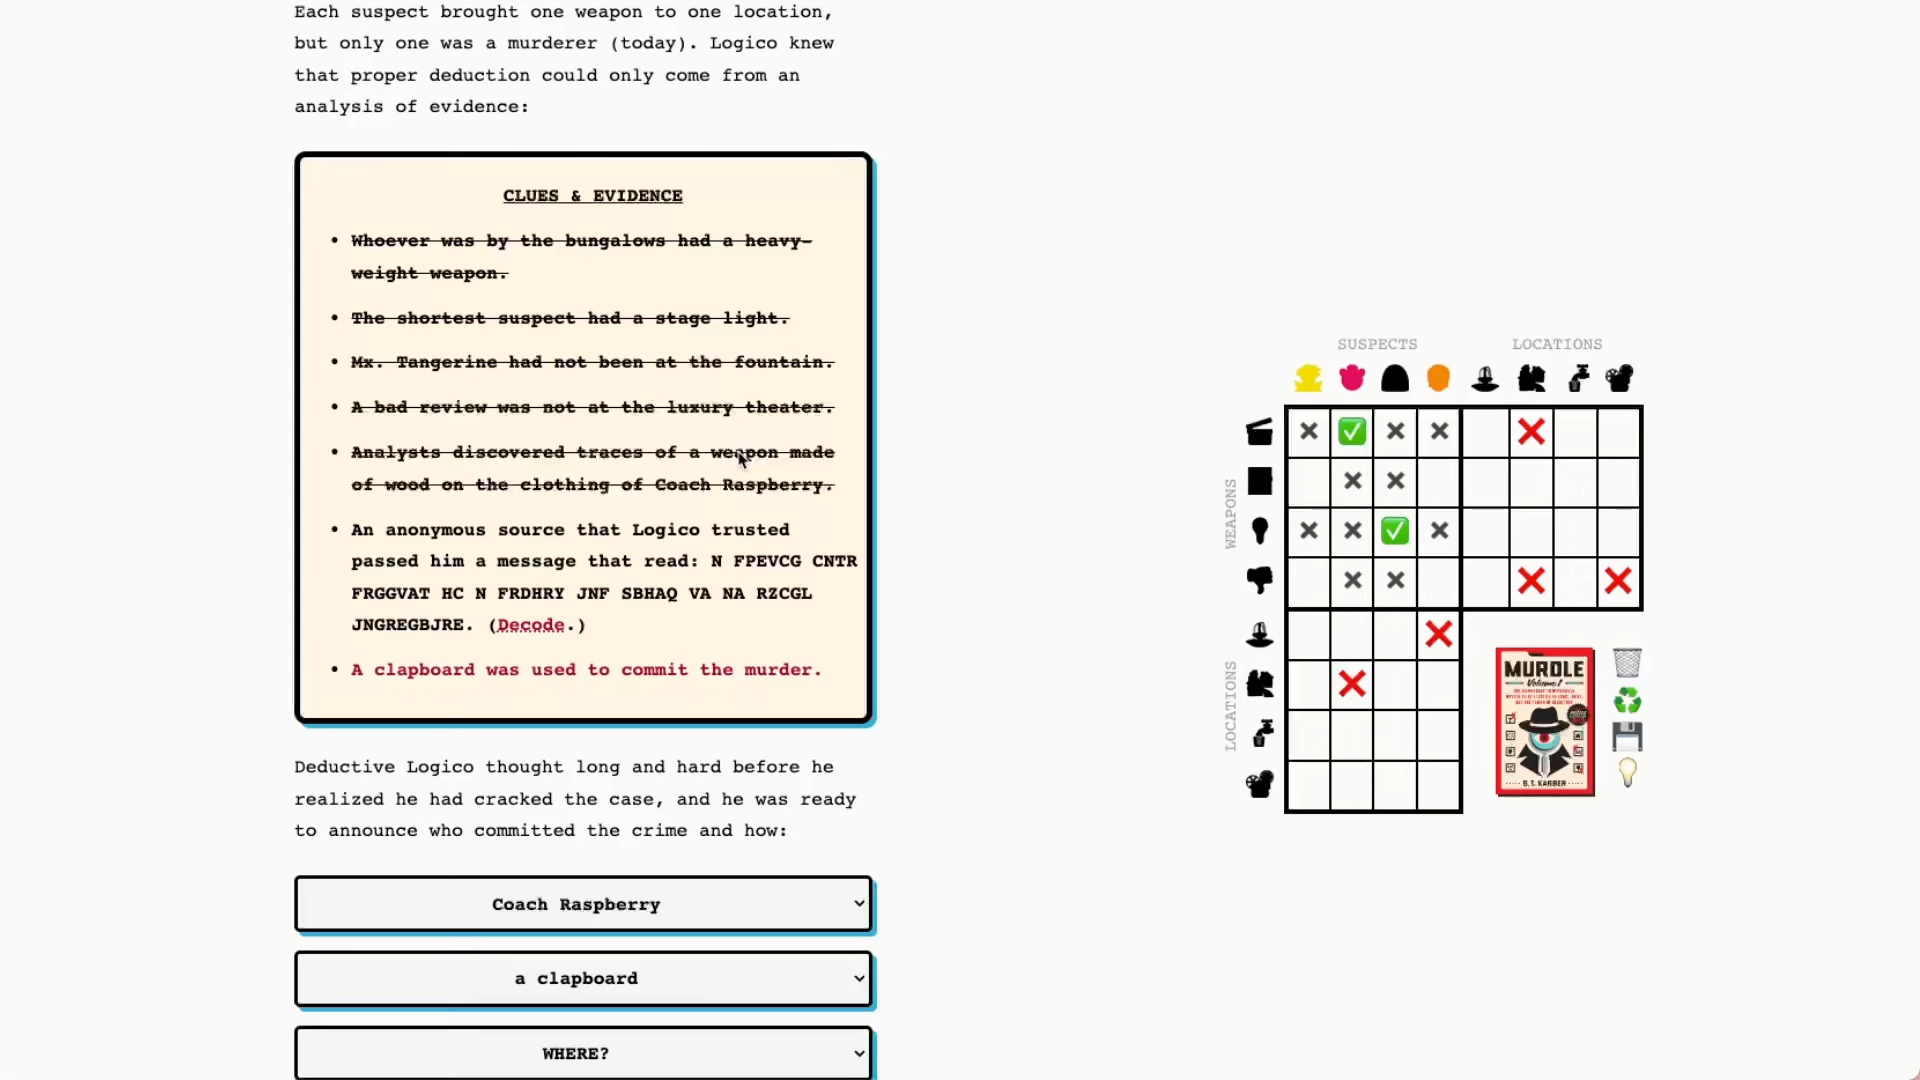 Each suspect brought one weapon to one location,
but only one was a murderer (today). Logico knew
that proper deduction could only come from an
analysis of evidence:
CLUES & EVIDENCE
• Whoever was by the bungalows had a heavy-
weight weapon.
• The shortest suspect had a stage light.
• Mx. Tangerine had not been at the fountain.
• A bad review was not at the luxury theater.
• Analysts discovered traces of a weapon made
of wood on the clothing of Coach Raspberry.
• An anonymous source that Logico trusted
passed him a message that read: N FPEVCG CNTR
FRGGVAT HC N FRDHRY JNF SBHAQ VA NA RZCGL
JNGREGBJRE. (Decode.)
• A clapboard was used to commit the murder.
Deductive Logico thought long and hard before he
realized he had cracked the case, and he was ready
to announce who committed the crime and how:
Coach Raspberry
a clapboard
WHERE?
SUSPECTS
LOCATIONS
WEAPONS
LOCATIONS
MURDLE
Volume 1
G.T. KARBER